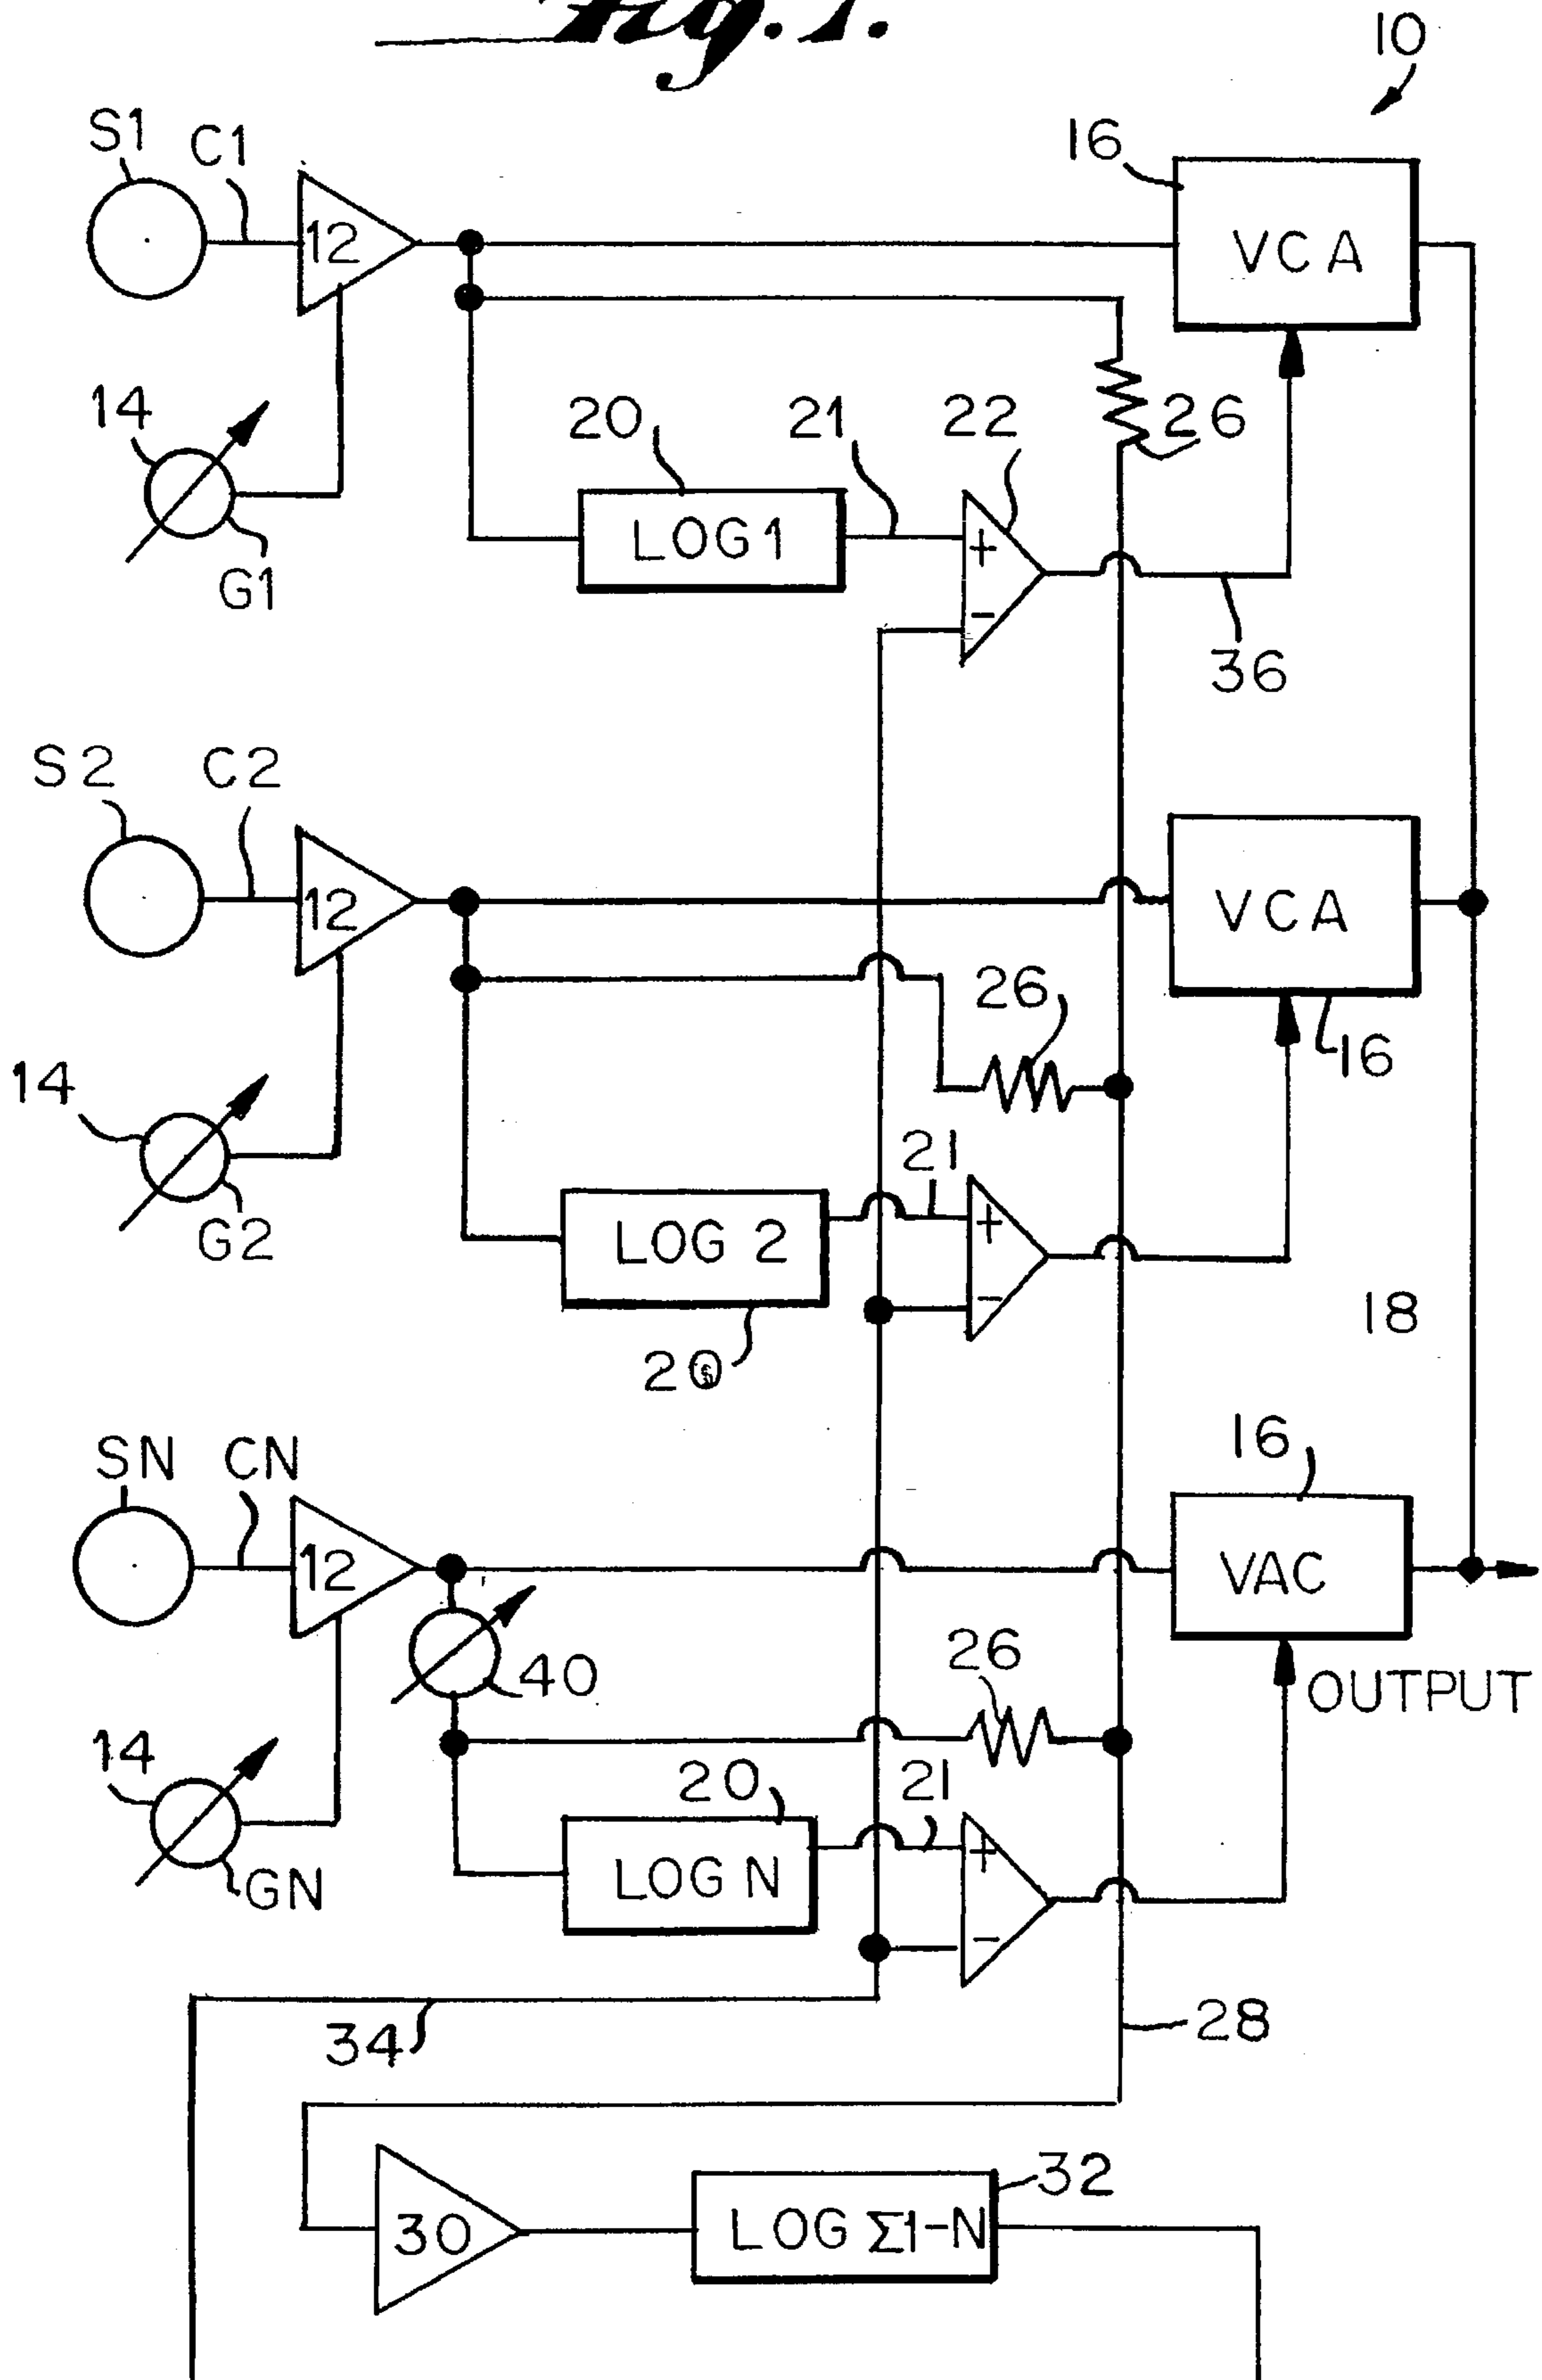 Fig. 1.
10
S1 C1 16
12 VCA
14 20 21 22 26
LOG 1 + -
G1 36
S2 C2
12 VCA
26 16
14 21
G2 LOG 2 + -
20 18
SN CN 16
12 VAC
40 26 OUTPUT
14 20 21
GN LOG N + -
34 28
32
30 LOG Σ1-N